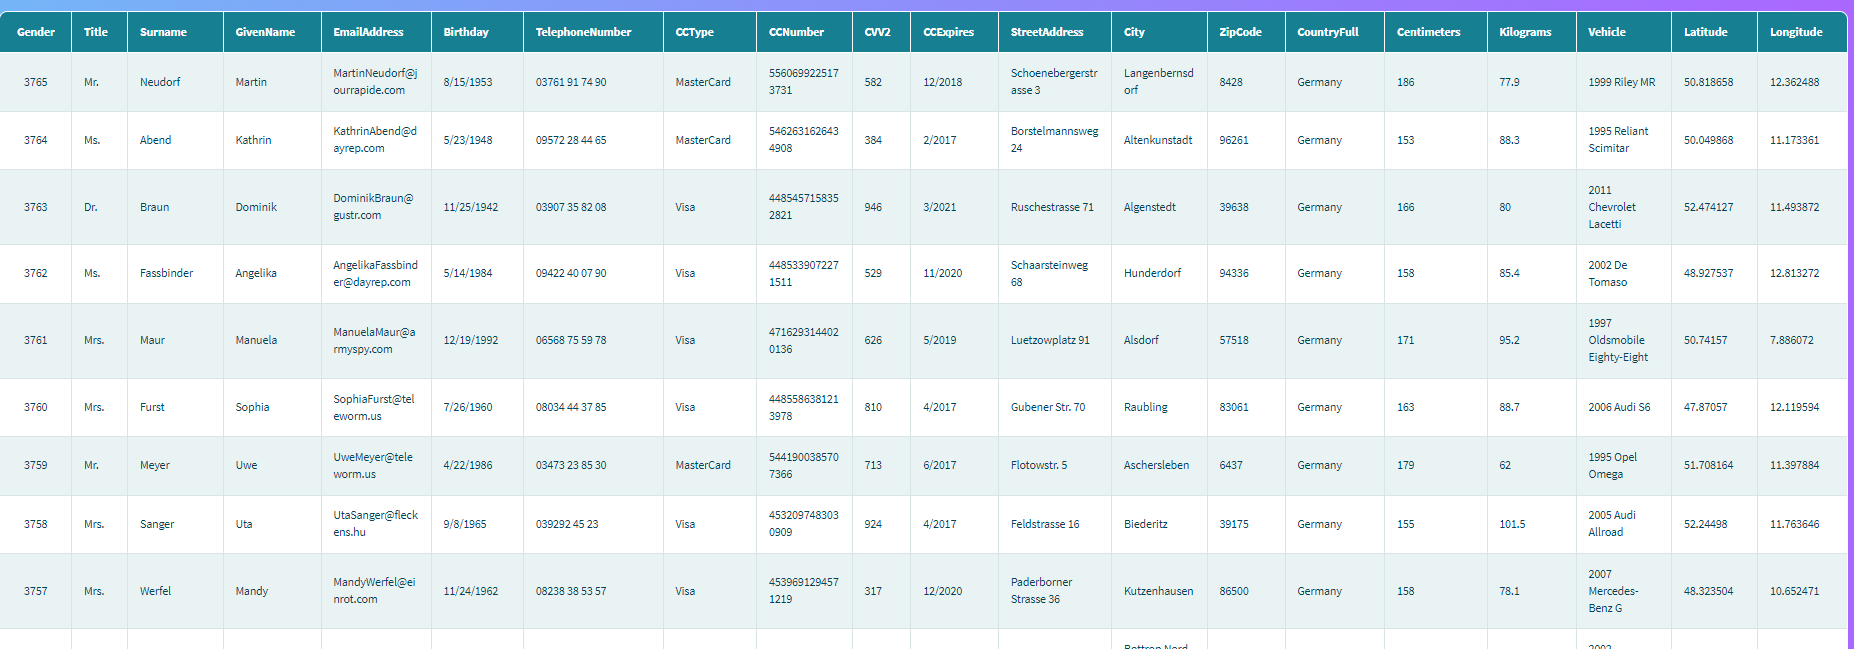 Gender Title Surname GivenName EmailAddress Birthday TelephoneNumber CCType CCNumber CVV2 CCExpires StreetAddress City ZipCode CountryFull Centimeters Kilograms Vehicle Latitude Longitude
3765 Mr. Neudorf Martin MartinNeudorf@jourrapide.com 8/15/1953 03761 91 74 90 MasterCard 5560699225173731 582 12/2018 Schoenebergerstrasse 3 Langenbernsdorf 8428 Germany 186 77.9 1999 Riley MR 50.818658 12.362488
3764 Ms. Abend Kathrin KathrinAbend@dayrep.com 5/23/1948 09572 28 44 65 MasterCard 5462631626434908 384 2/2017 Borstelmannsweg 24 Altenkunstadt 96261 Germany 153 88.3 1995 Reliant Scimitar 50.049868 11.173361
3763 Dr. Braun Dominik DominikBraun@gustr.com 11/25/1942 03907 35 82 08 Visa 4485457158352821 946 3/2021 Ruschestrasse 71 Algenstedt 39638 Germany 166 80 2011 Chevrolet Lacetti 52.474127 11.493872
3762 Ms. Fassbinder Angelika AngelikaFassbinder@dayrep.com 5/14/1984 09422 40 07 90 Visa 4485339072271511 529 11/2020 Schaarsteinweg 68 Hunderdorf 94336 Germany 158 85.4 2002 De Tomaso 48.927537 12.813272
3761 Mrs. Maur Manuela ManuelaMaur@armyspy.com 12/19/1992 06568 75 59 78 Visa 4716293144020136 626 5/2019 Luetzowplatz 91 Alsdorf 57518 Germany 171 95.2 1997 Oldsmobile Eighty-Eight 50.74157 7.886072
3760 Mrs. Furst Sophia SophiaFurst@teleworm.us 7/26/1960 08034 44 37 85 Visa 4485586381213978 810 4/2017 Gubener Str. 70 Raubling 83061 Germany 163 88.7 2006 Audi S6 47.87057 12.119594
3759 Mr. Meyer Uwe UweMeyer@teleworm.us 4/22/1986 03473 23 85 30 MasterCard 5441900385707366 713 6/2017 Flotowstr. 5 Aschersleben 6437 Germany 179 62 1995 Opel Omega 51.708164 11.397884
3758 Mrs. Sanger Uta UtaSanger@fleckens.hu 9/8/1965 039292 45 23 Visa 4532097483030909 924 4/2017 Feldstrasse 16 Biederitz 39175 Germany 155 101.5 2005 Audi Allroad 52.24498 11.763646
3757 Mrs. Werfel Mandy MandyWerfel@einrot.com 11/24/1962 08238 38 53 57 Visa 4539691294571219 317 12/2020 Paderborner Strasse 36 Kutzenhausen 86500 Germany 158 78.1 2007 Mercedes-Benz G 48.323504 10.652471